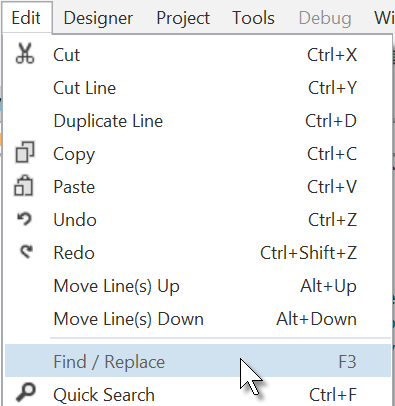 Edit Designer Project Tools Debug Wi
Cut Ctrl+X
Cut Line Ctrl+Y
Duplicate Line Ctrl+D
Copy Ctrl+C
Paste Ctrl+V
Undo Ctrl+Z
Redo Ctrl+Shift+Z
Move Line(s) Up Alt+Up
Move Line(s) Down Alt+Down
Find / Replace F3
Quick Search Ctrl+F